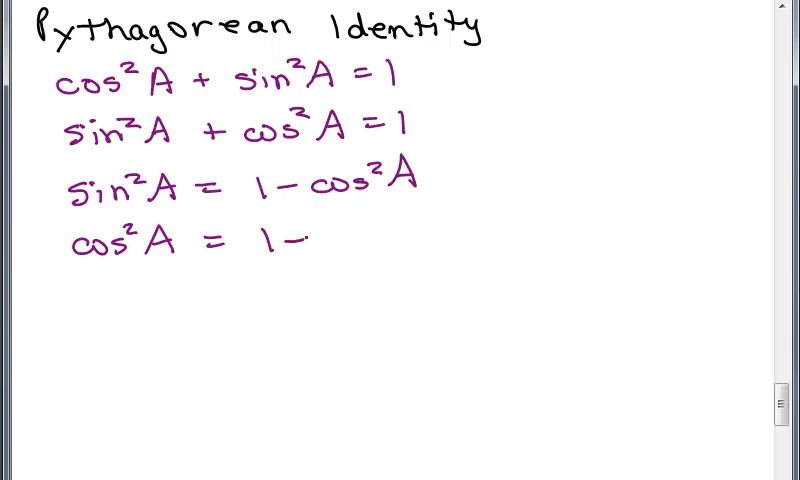 Pythagorean Identity
cos²A + sin²A = 1
sin²A + cos²A = 1
sin²A = 1 - cos²A
cos²A = 1 -